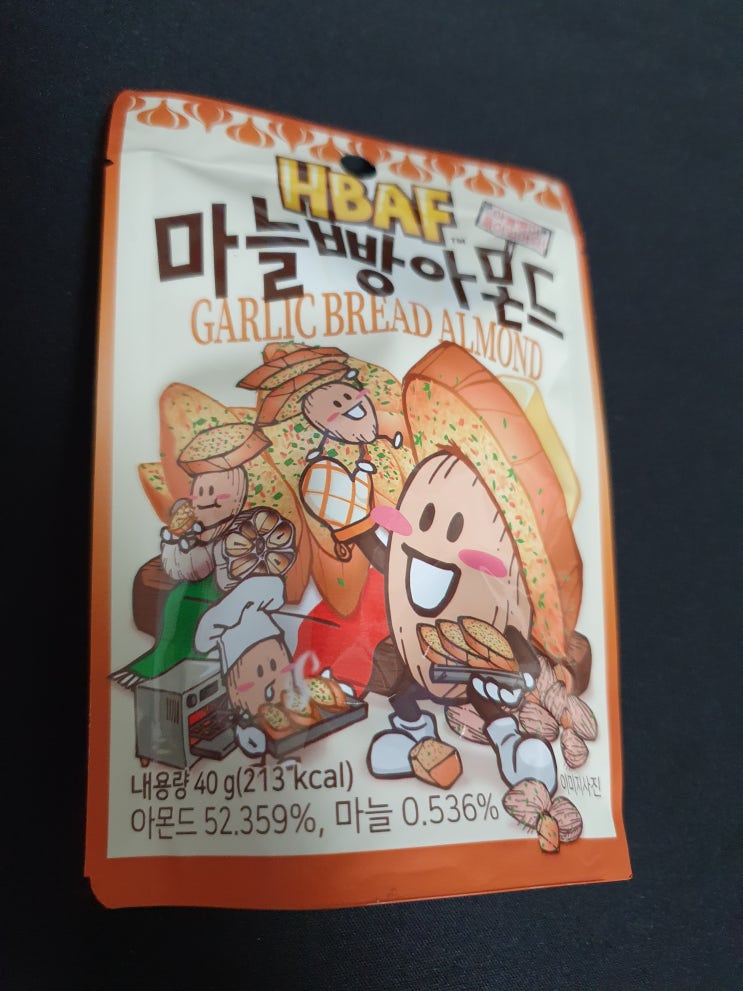 HBAF
TM
마늘빵아몬드
GARLIC BREAD ALMOND
내용량 40 g(213 kcal)
아몬드 52.359%, 마늘 0.536%
이미지사진